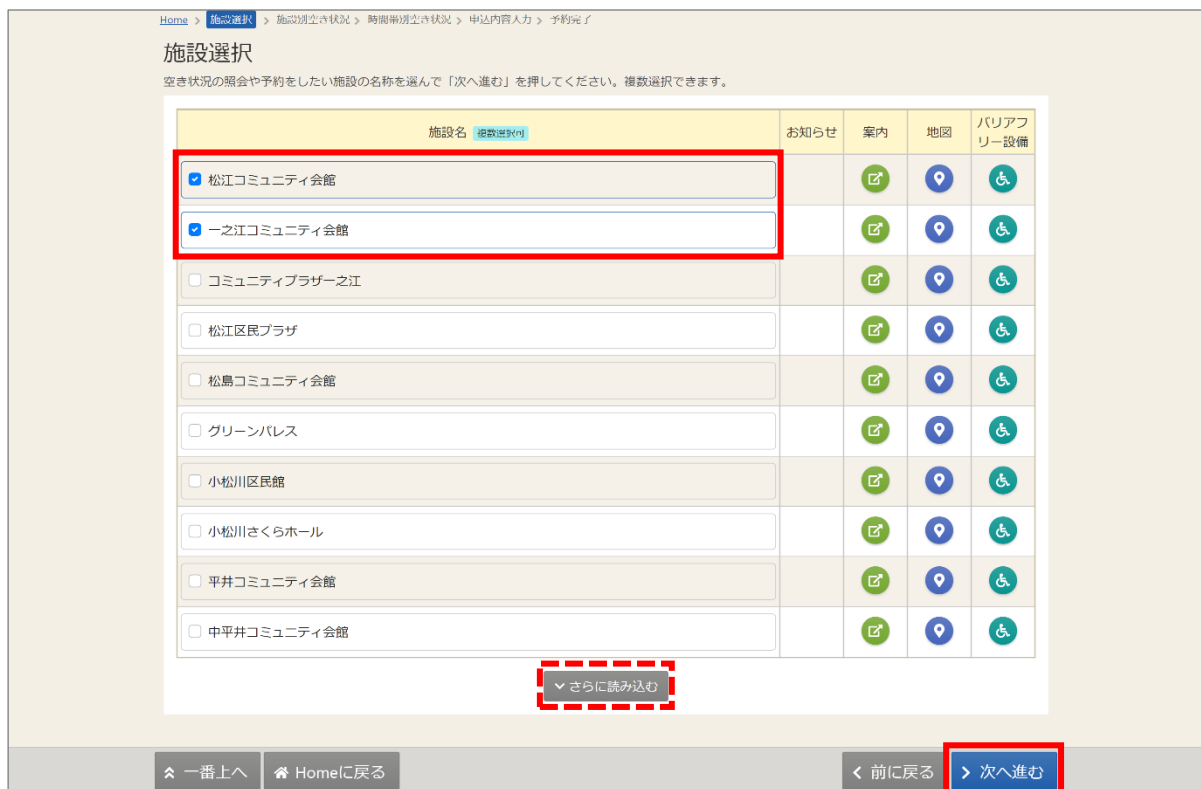 Home > 施設選択 > 施設別空き状況 > 時間帯別空き状況 > 申込内容入力 > 予約完了
施設選択
空き状況の照会や予約をしたい施設の名称を選んで「次へ進む」を押してください。複数選択できます。
施設名 複数選択可 お知らせ 案内 地図 バリアフ
リー設備
松江コミュニティ会館
一之江コミュニティ会館
コミュニティプラザ一之江
松江区民プラザ
松島コミュニティ会館
グリーンパレス
小松川区民館
小松川さくらホール
平井コミュニティ会館
中平井コミュニティ会館
さらに読み込む
一番上へ Homeに戻る 前に戻る 次へ進む